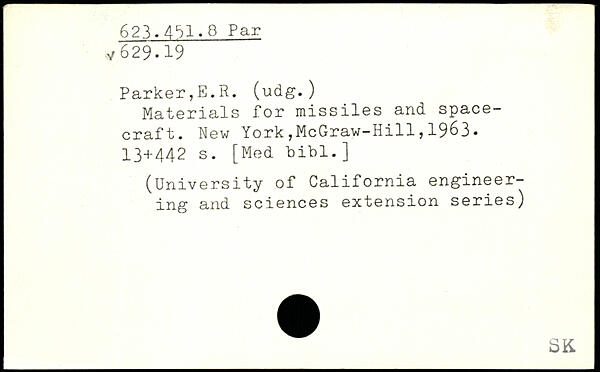 623.451.8 Par
√629.19
Parker,E.R. (udg.)
Materials for missiles and space-
craft. New York,McGraw-Hill,1963.
13+442 s. [Med bibl.]
(University of California engineer-
ing and sciences extension series)
SK